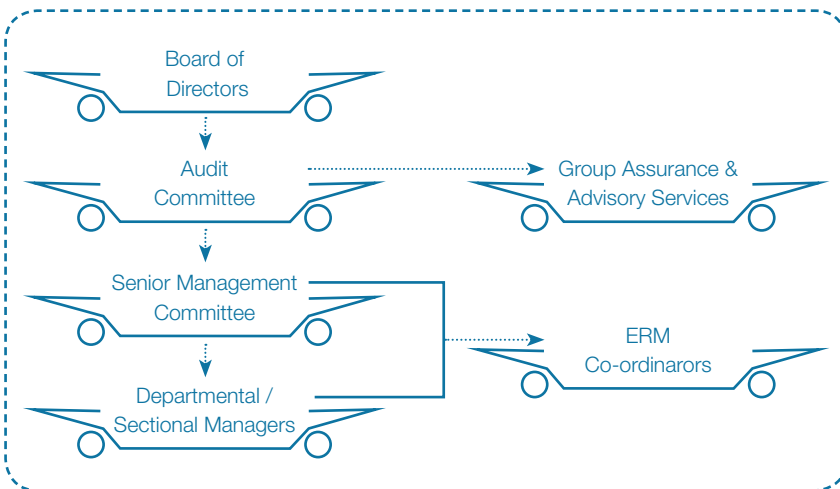 Board of
Directors
Audit
Committee
Group Assurance &
Advisory Services
Senior Management
Committee
ERM
Co-ordinarors
Departmental /
Sectional Managers